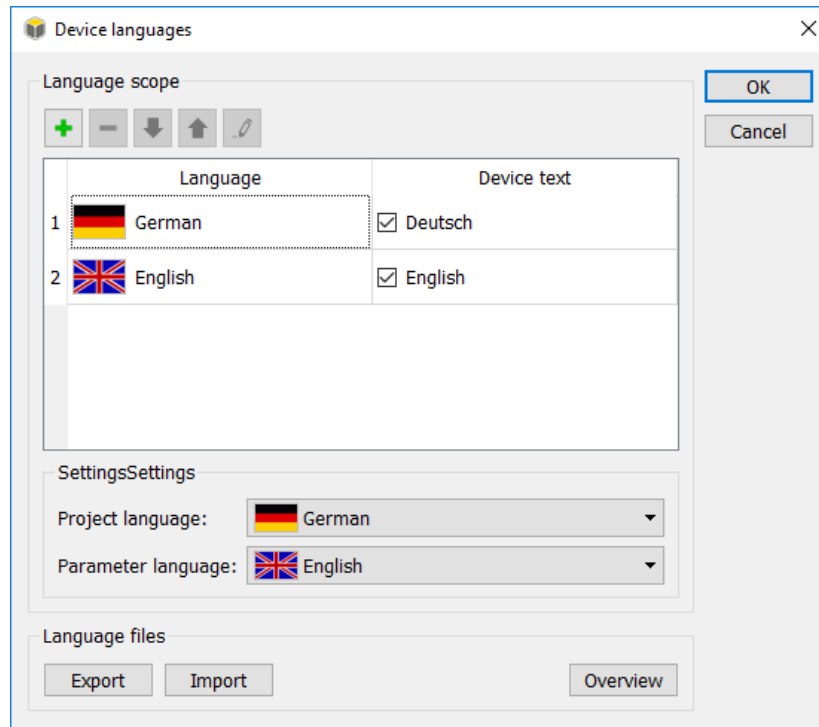 Device languages
Language scope
OK
Cancel
Language Device text
1 German Deutsch
2 English English
SettingsSettings
Project language: German
Parameter language: English
Language files
Export Import Overview